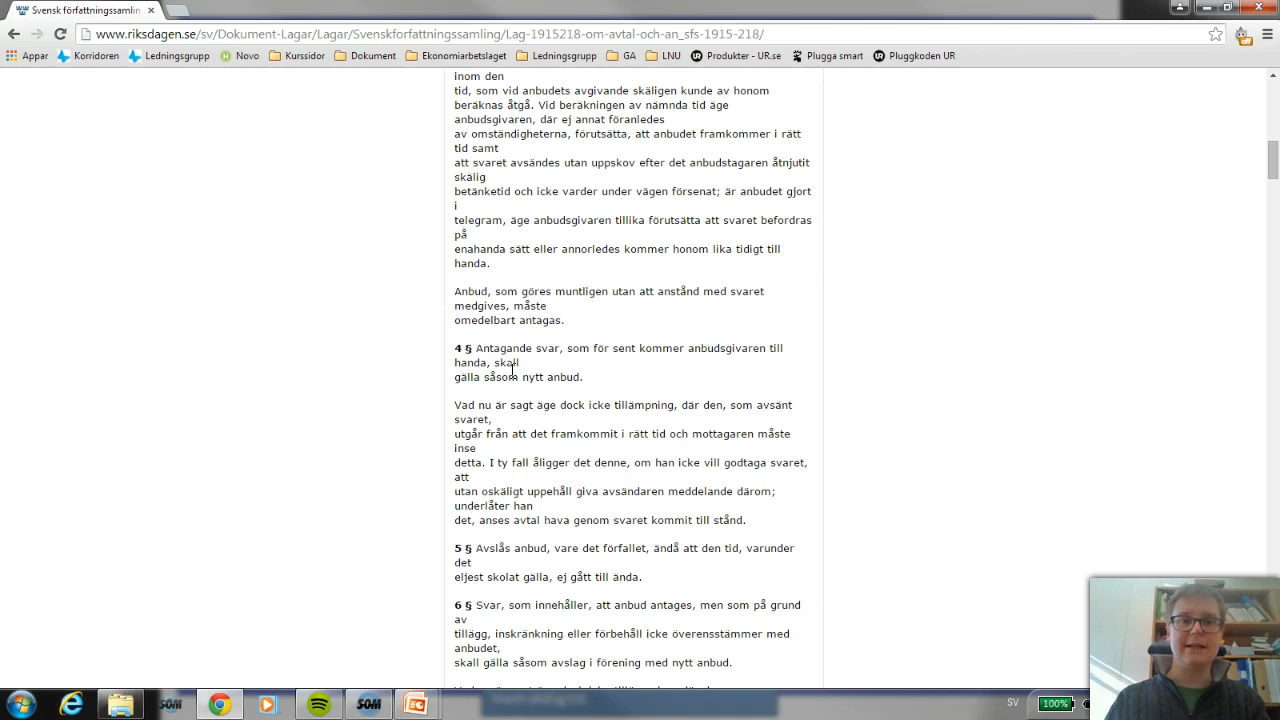 Svensk författningssamlin
www.riksdagen.se/sv/Dokument-Lagar/Lagar/Svenskforfattningssamling/Lag-1915218-om-avtal-och-an_sfs-1915-218/
Appar Korridoren Ledningsgrupp Novo Kurssidor Dokument Ekonomiarbetslaget Ledningsgrupp GA LNU Produkter - UR.se Plugga smart Pluggkoden UR
inom den
tid, som vid anbudets avgivande skäligen kunde av honom
beräknas åtgå. Vid beräkningen av nämnda tid äge
anbudsgivaren, där ej annat föranledes
av omständigheterna, förutsätta, att anbudet framkommer i rätt
tid samt
att svaret avsändes utan uppskov efter det anbudstagaren åtnjutit
skälig
betänketid och icke varder under vägen försenat; är anbudet gjort
i
telegram, äge anbudsgivaren tillika förutsätta att svaret befordras
på
enahanda sätt eller annorledes kommer honom lika tidigt till
handa.
Anbud, som göres muntligen utan att anstånd med svaret
medgives, måste
omedelbart antagas.
4 § Antagande svar, som för sent kommer anbudsgivaren till
handa, skall
gälla såsom nytt anbud.
Vad nu är sagt äge dock icke tillämpning, där den, som avsänt
svaret,
utgår från att det framkommit i rätt tid och mottagaren måste
inse
detta. I ty fall åligger det denne, om han icke vill godtaga svaret,
att
utan oskäligt uppehåll giva avsändaren meddelande därom;
underlåter han
det, anses avtal hava genom svaret kommit till stånd.
5 § Avslås anbud, vare det förfallet, ändå att den tid, varunder
det
eljest skolat gälla, ej gått till ända.
6 § Svar, som innehåller, att anbud antages, men som på grund
av
tillägg, inskränkning eller förbehåll icke överensstämmer med
anbudet,
skall gälla såsom avslag i förening med nytt anbud.
SOM SOM SV 100%